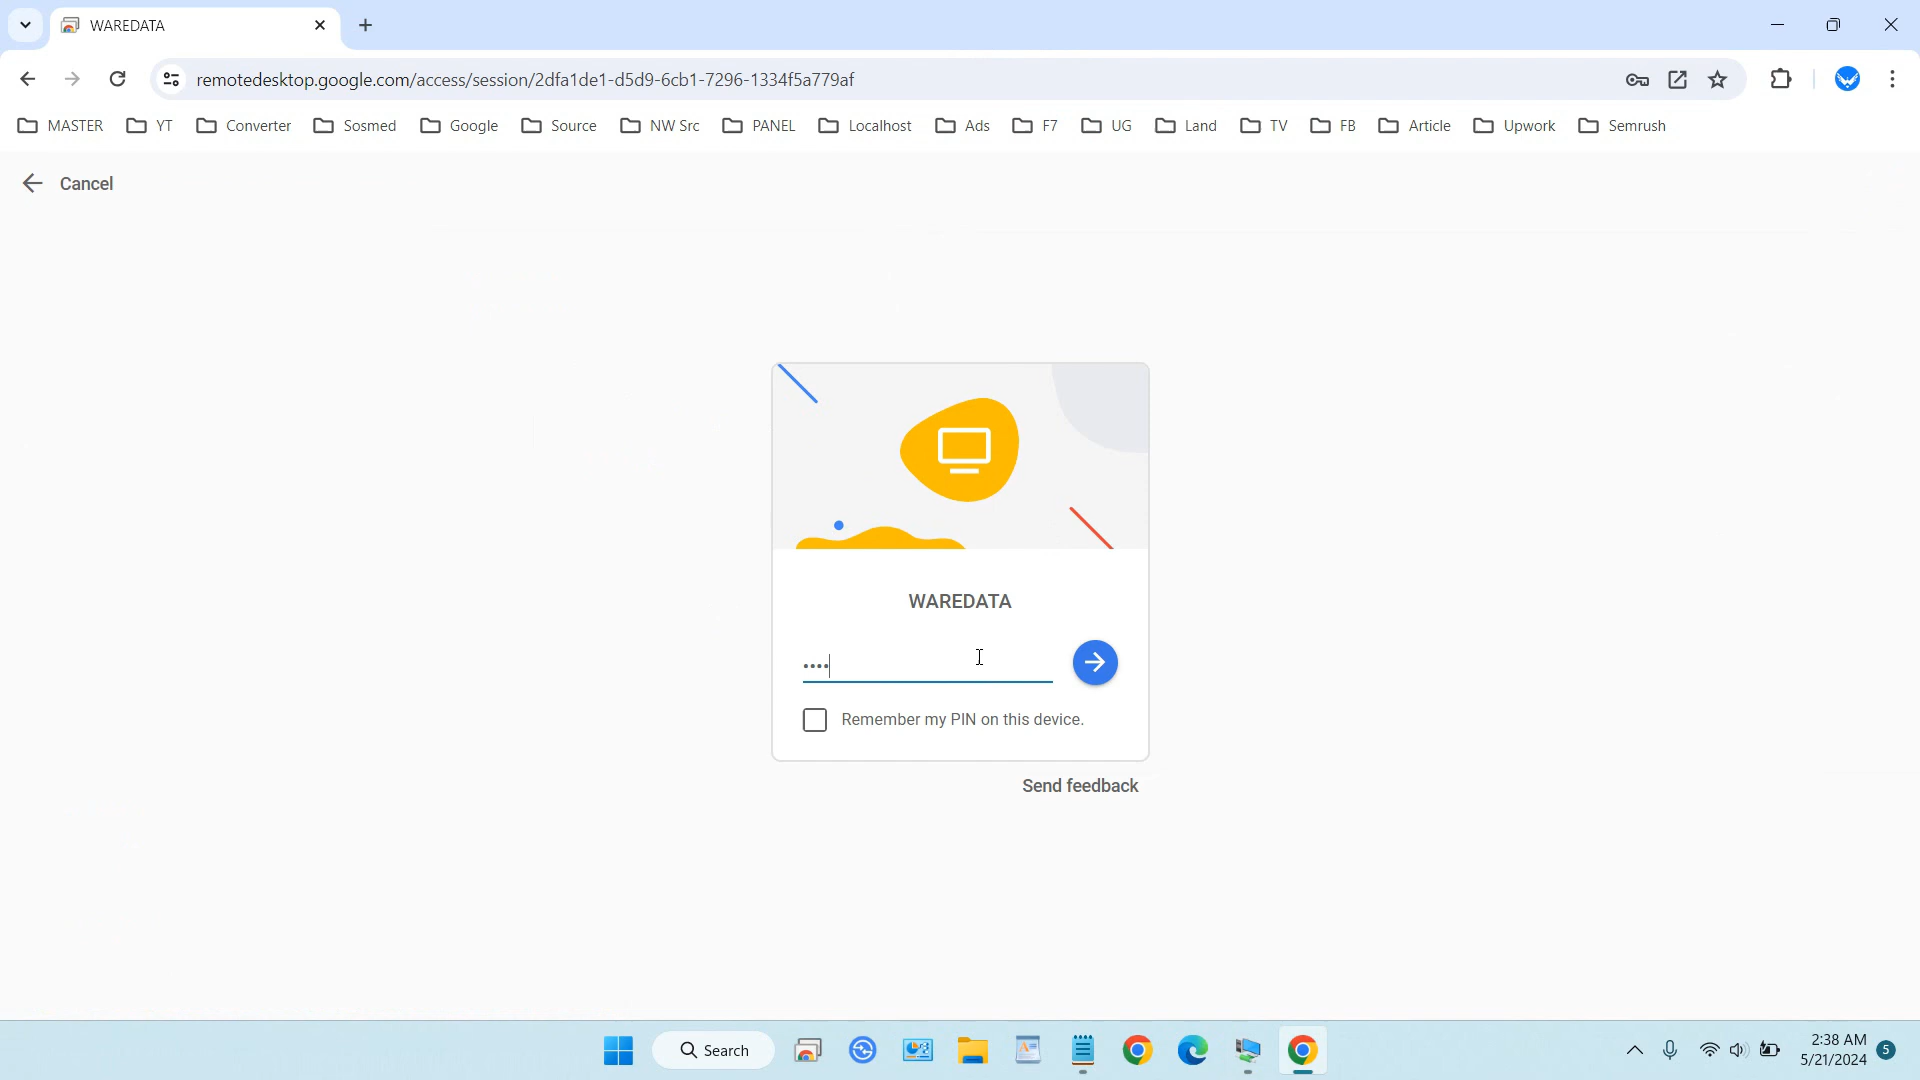 WAREDATA
remotedesktop.google.com/access/session/2dfa1de1-d5d9-6cb1-7296-1334f5a779af
MASTER YT Converter Sosmed Google Source NW Src PANEL Localhost Ads F7 UG Land TV FB Article Upwork Semrush
Cancel
WAREDATA
••••
Remember my PIN on this device.
Send feedback
Search
2:38 AM
5/21/2024
5